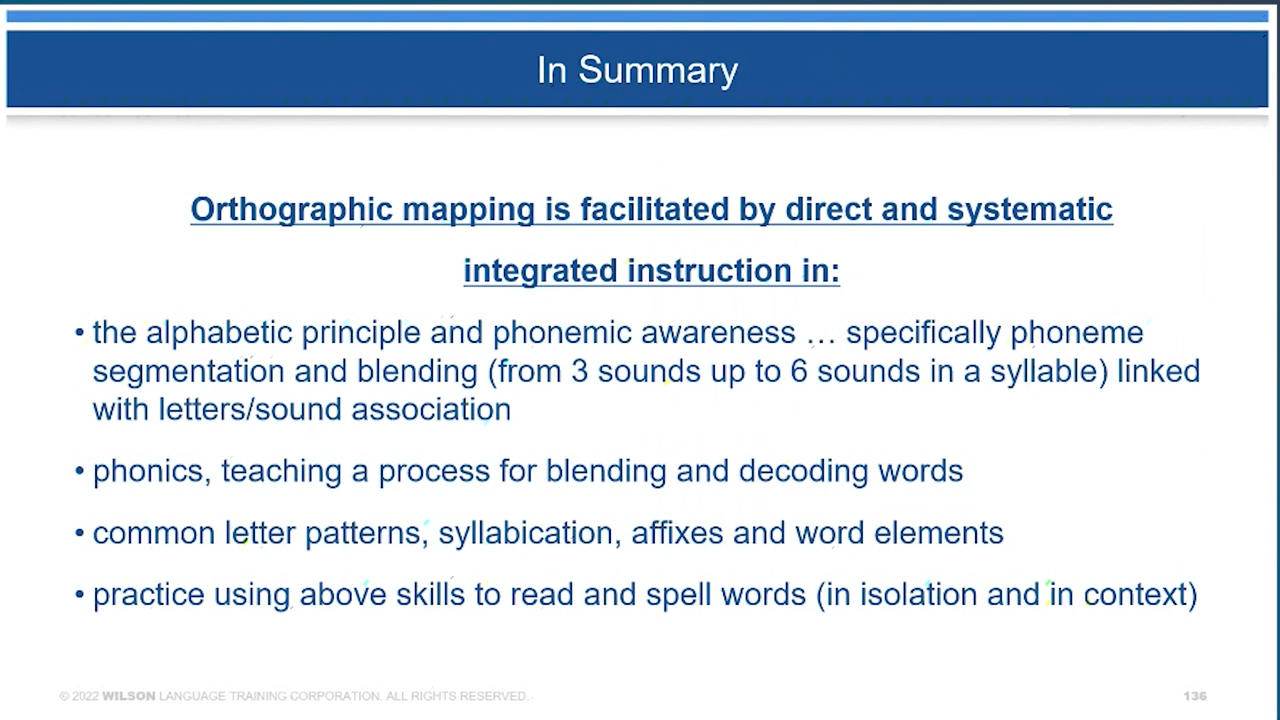 In Summary
Orthographic mapping is facilitated by direct and systematic
integrated instruction in:
• the alphabetic principle and phonemic awareness … specifically phoneme
segmentation and blending (from 3 sounds up to 6 sounds in a syllable) linked
with letters/sound association
• phonics, teaching a process for blending and decoding words
• common letter patterns, syllabication, affixes and word elements
• practice using above skills to read and spell words (in isolation and in context)
© 2022 WILSON LANGUAGE TRAINING CORPORATION. ALL RIGHTS RESERVED.
136